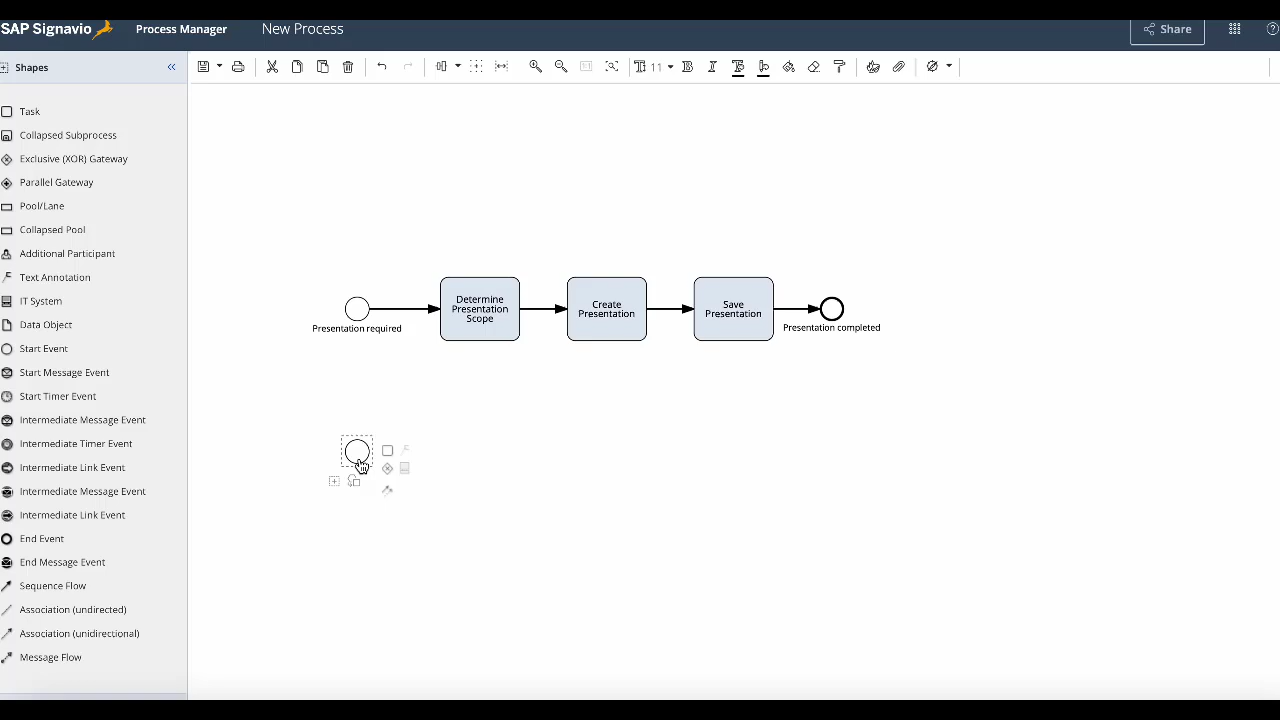 SAP Signavio
Process Manager
New Process
Share
Shapes
11
Task
Collapsed Subprocess
Exclusive (XOR) Gateway
Parallel Gateway
Pool/Lane
Collapsed Pool
Additional Participant
Text Annotation
IT System
Data Object
Start Event
Start Message Event
Start Timer Event
Intermediate Message Event
Intermediate Timer Event
Intermediate Link Event
Intermediate Message Event
Intermediate Link Event
End Event
End Message Event
Sequence Flow
Association (undirected)
Association (unidirectional)
Message Flow
Presentation required
Determine
Presentation
Scope
Create
Presentation
Save
Presentation
Presentation completed